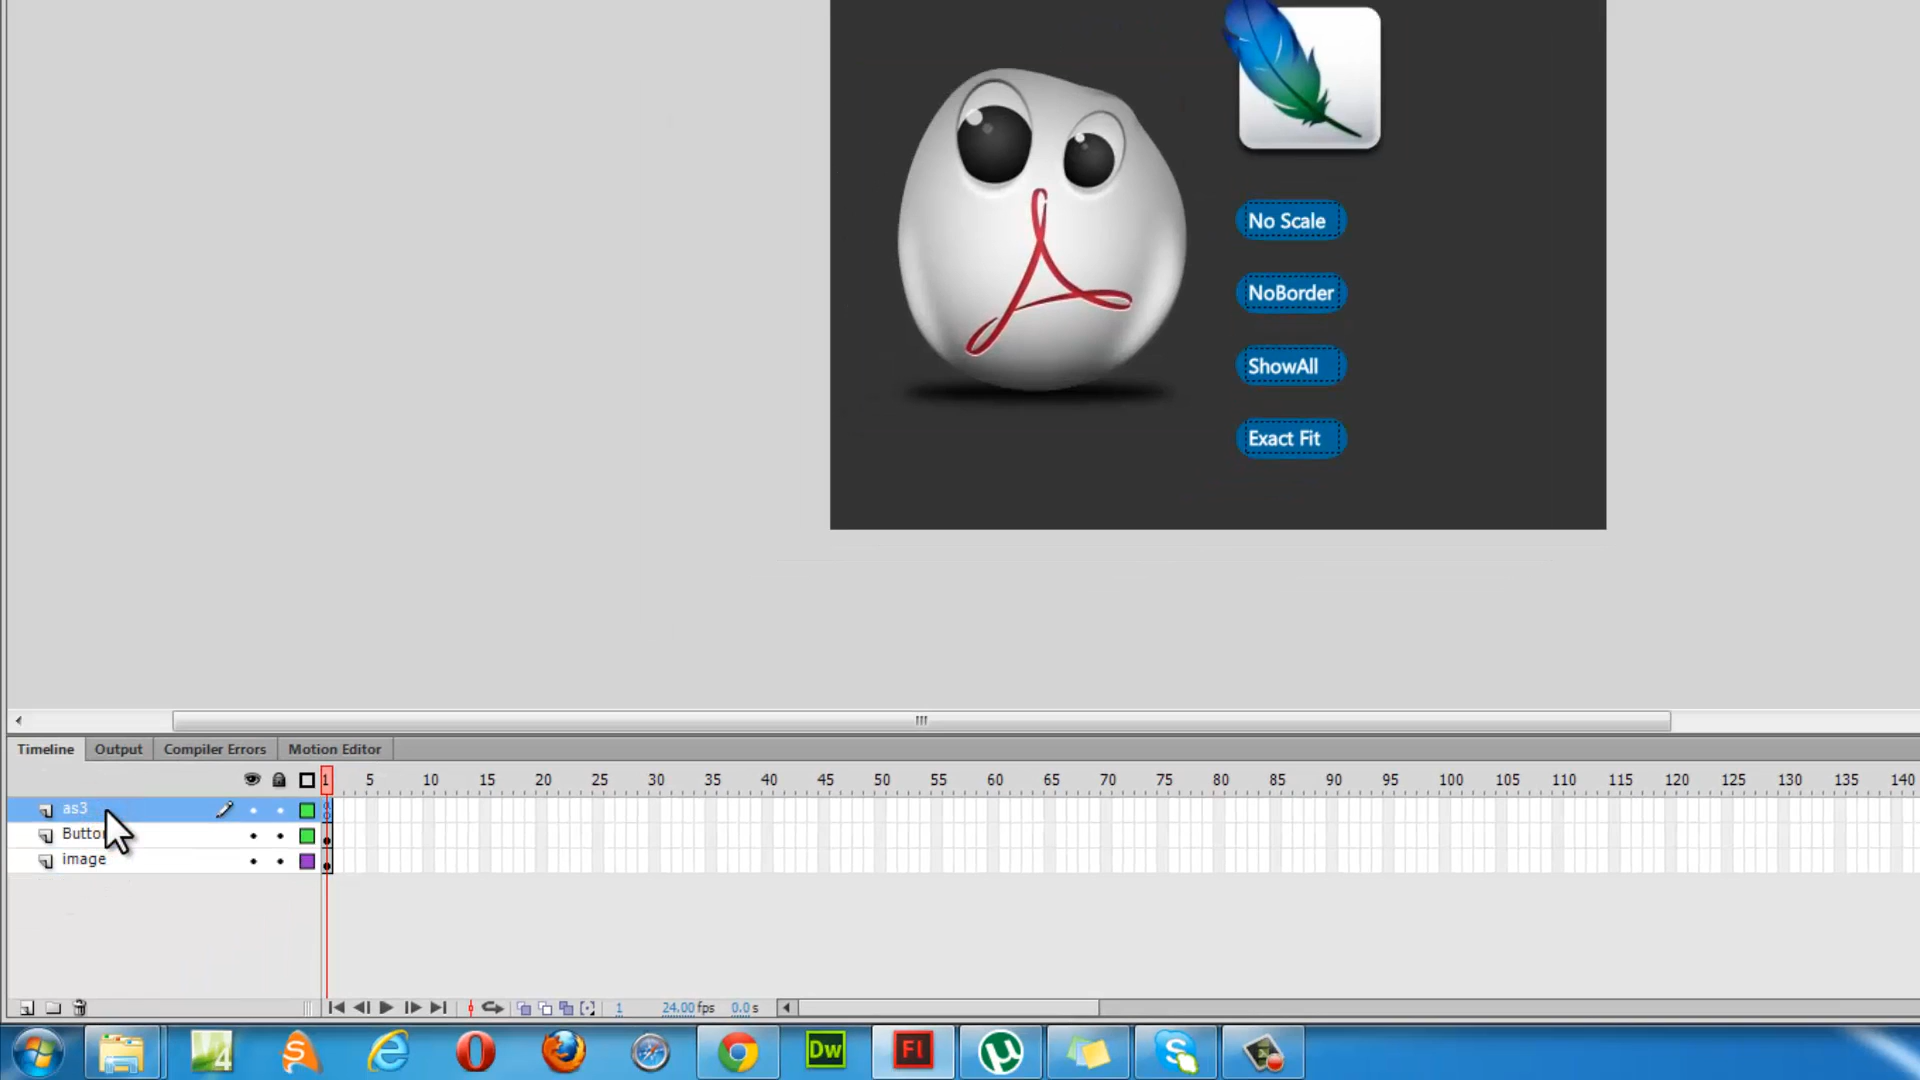 No Scale
NoBorder
ShowAll
Exact Fit
Timeline Output Compiler Errors Motion Editor
1 5 10 15 20 25 30 35 40 45 50 55 60 65 70 75 80 85 90 95 100 105 110 115 120 125 130 135 140
as3
Button
image
1 24.00 fps 0.0 s
4 Dw Fl